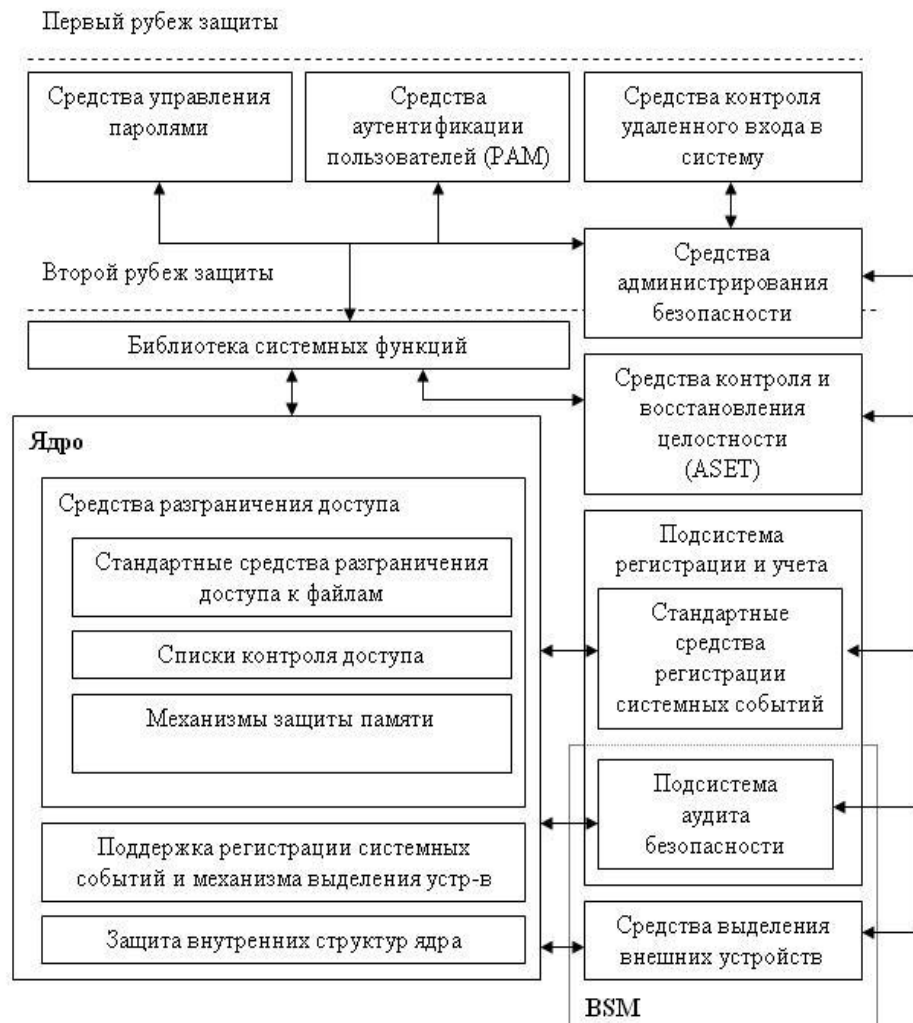 Первый рубеж защиты
Средства управления
паролями
Средства
аутентификации
пользователей (PAM)
Средства контроля
удаленного входа в
систему
Второй рубеж защиты
Средства
администрирования
безопасности
Библиотека системных функций
Средства контроля и
восстановления
целостности
(ASET)
Ядро
Средства разграничения доступа
Стандартные средства разграничения
доступа к файлам
Списки контроля доступа
Механизмы защиты памяти
Поддержка регистрации системных
событий и механизма выделения устр-в
Защита внутренних структур ядра
Подсистема
регистрации и учета
Стандартные
средства
регистрации
системных событий
Подсистема
аудита
безопасности
Средства выделения
внешних устройств
BSM